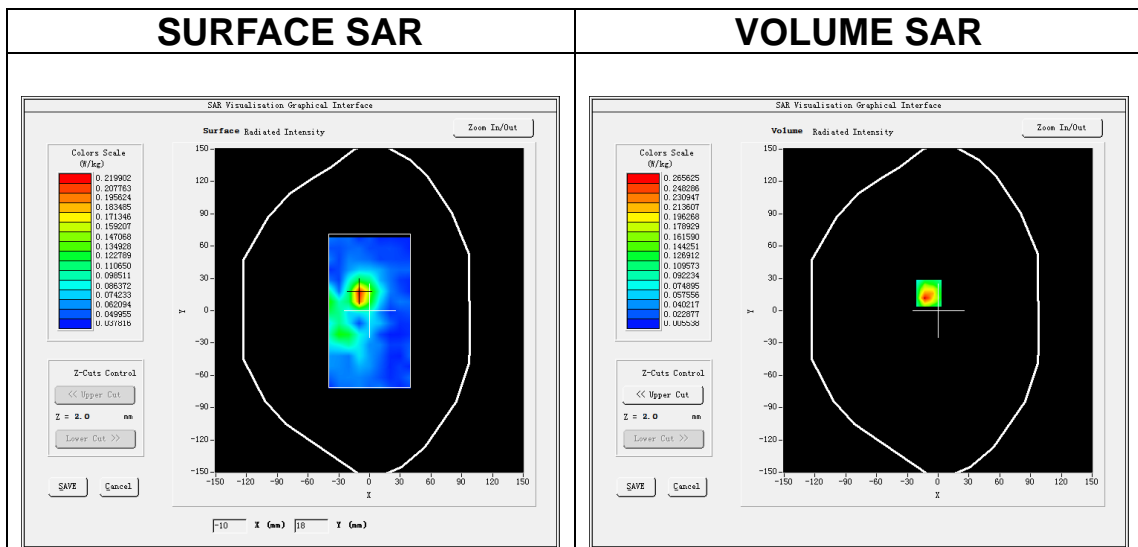 SURFACE SAR
SAR Visualisation Graphical Interface
Surface Radiated Intensity
Zoom In/Out
Colors Scale
(W/kg)
0.219902
0.207763
0.195624
0.183485
0.171346
0.159207
0.147068
0.134928
0.122789
0.110650
0.098511
0.086372
0.074233
0.062094
0.049955
0.037816
Z-Cuts Control
<< Upper Cut
Z = 2.0 mm
Lower Cut >>
SAVE Cancel
150
120
90
60
30
0
-30
-60
-90
-120
-150
Y
-150 -120 -90 -60 -30 0 30 60 90 120 150
X
-10 X (mm) 18 Y (mm)
VOLUME SAR
SAR Visualisation Graphical Interface
Volume Radiated Intensity
Zoom In/Out
Colors Scale
(W/kg)
0.265625
0.248286
0.230947
0.213607
0.196268
0.178929
0.161590
0.144251
0.126912
0.109573
0.092234
0.074895
0.057556
0.040217
0.022877
0.005538
Z-Cuts Control
<< Upper Cut
Z = 2.0 mm
Lower Cut >>
SAVE Cancel
150
120
90
60
30
0
-30
-60
-90
-120
-150
Y
-150 -120 -90 -60 -30 0 30 60 90 120 150
X